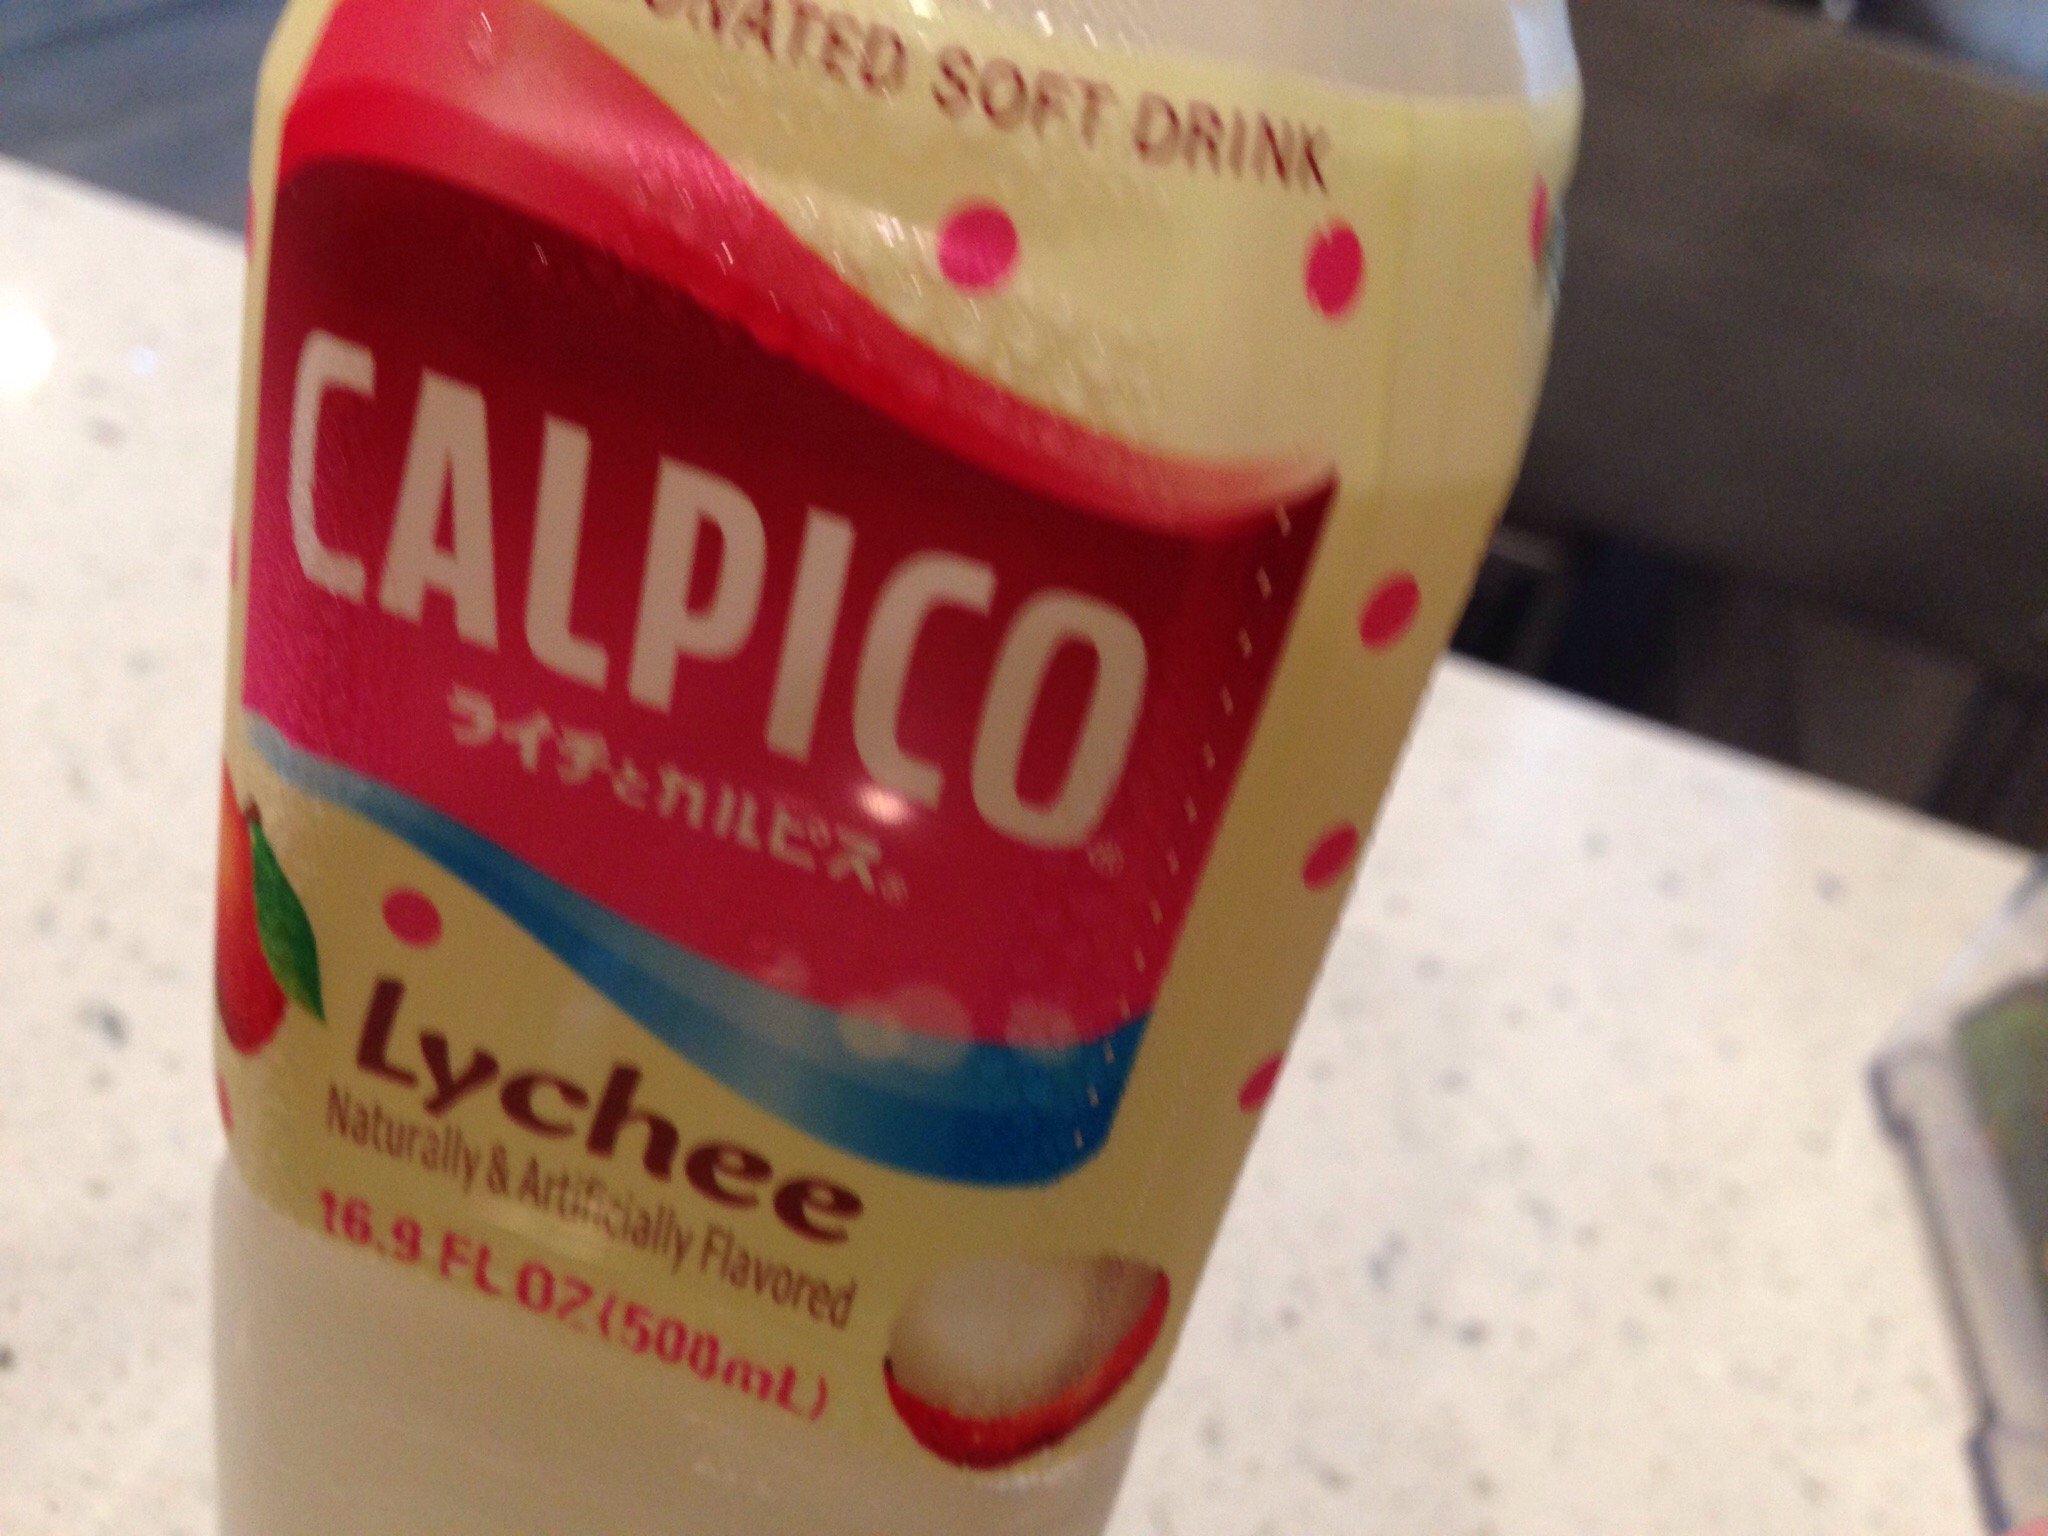 SOFT DRINK
CALPICO®
ライチとカルピス®
Lychee
Naturally & Artificially Flavored
16.9 FL OZ (500mL)